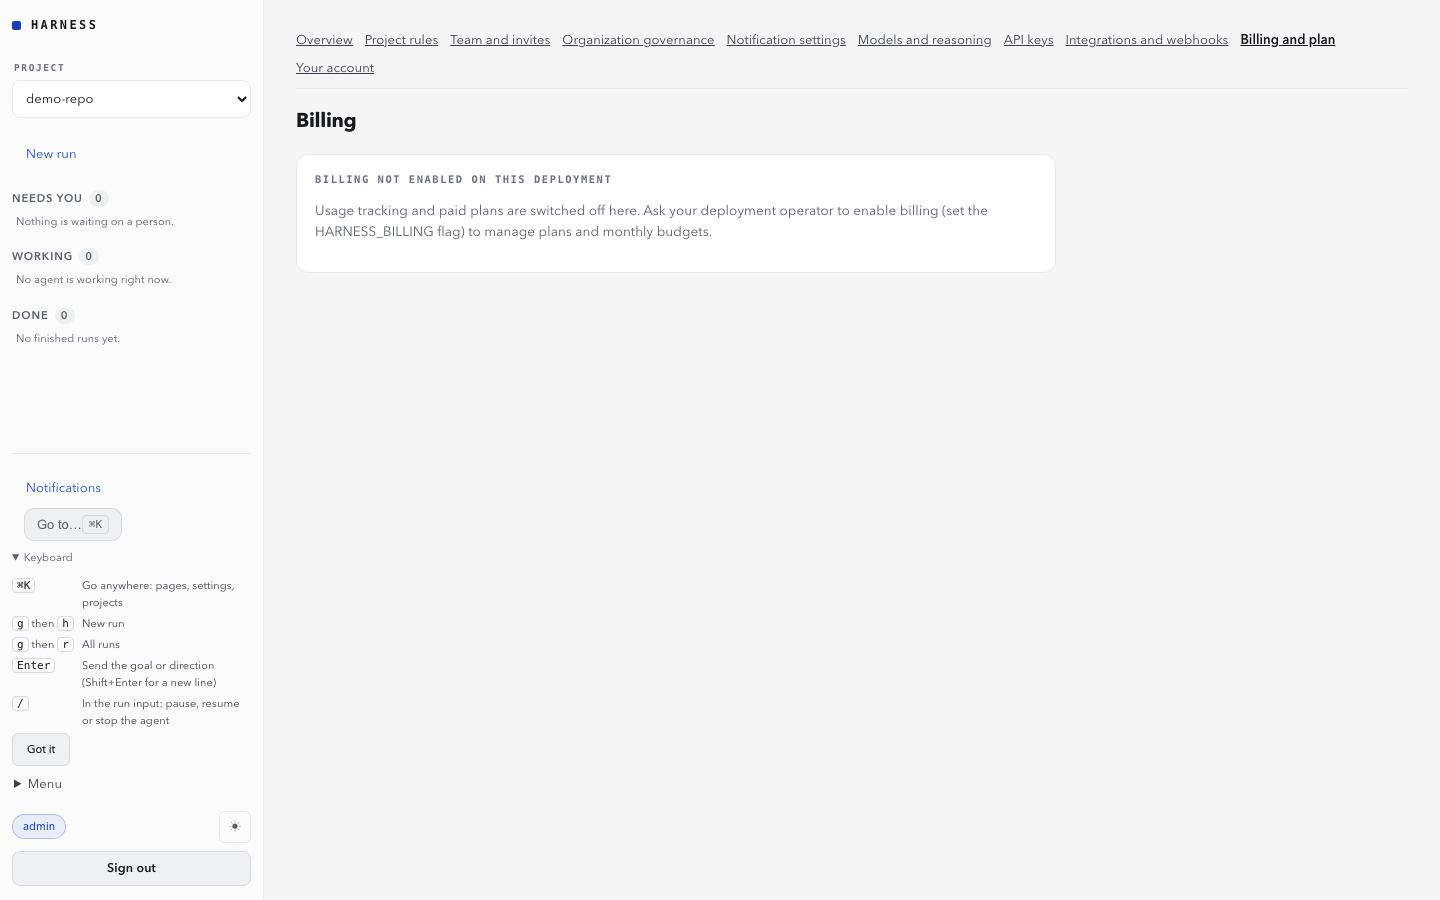 HARNESS
PROJECT
demo-repo
New run
NEEDS YOU 0
Nothing is waiting on a person.
WORKING 0
No agent is working right now.
DONE 0
No finished runs yet.
Notifications
Go to… ⌘K
Keyboard
⌘K Go anywhere: pages, settings,
projects
g then h New run
g then r All runs
Enter Send the goal or direction
(Shift+Enter for a new line)
/ In the run input: pause, resume
or stop the agent
Got it
Menu
admin
Sign out
Overview Project rules Team and invites Organization governance Notification settings Models and reasoning API keys Integrations and webhooks Billing and plan
Your account
Billing
BILLING NOT ENABLED ON THIS DEPLOYMENT
Usage tracking and paid plans are switched off here. Ask your deployment operator to enable billing (set the
HARNESS_BILLING flag) to manage plans and monthly budgets.